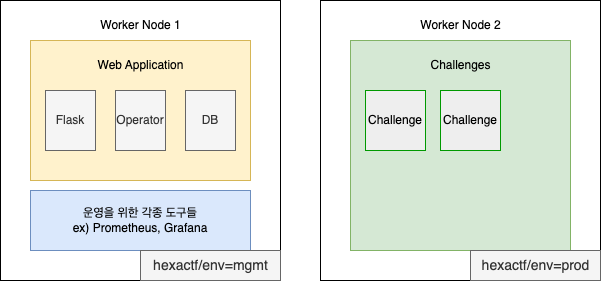 Worker Node 1
Web Application
Flask
Operator
DB
운영을 위한 각종 도구들
ex) Prometheus, Grafana
hexactf/env=mgmt
Worker Node 2
Challenges
Challenge
Challenge
hexactf/env=prod